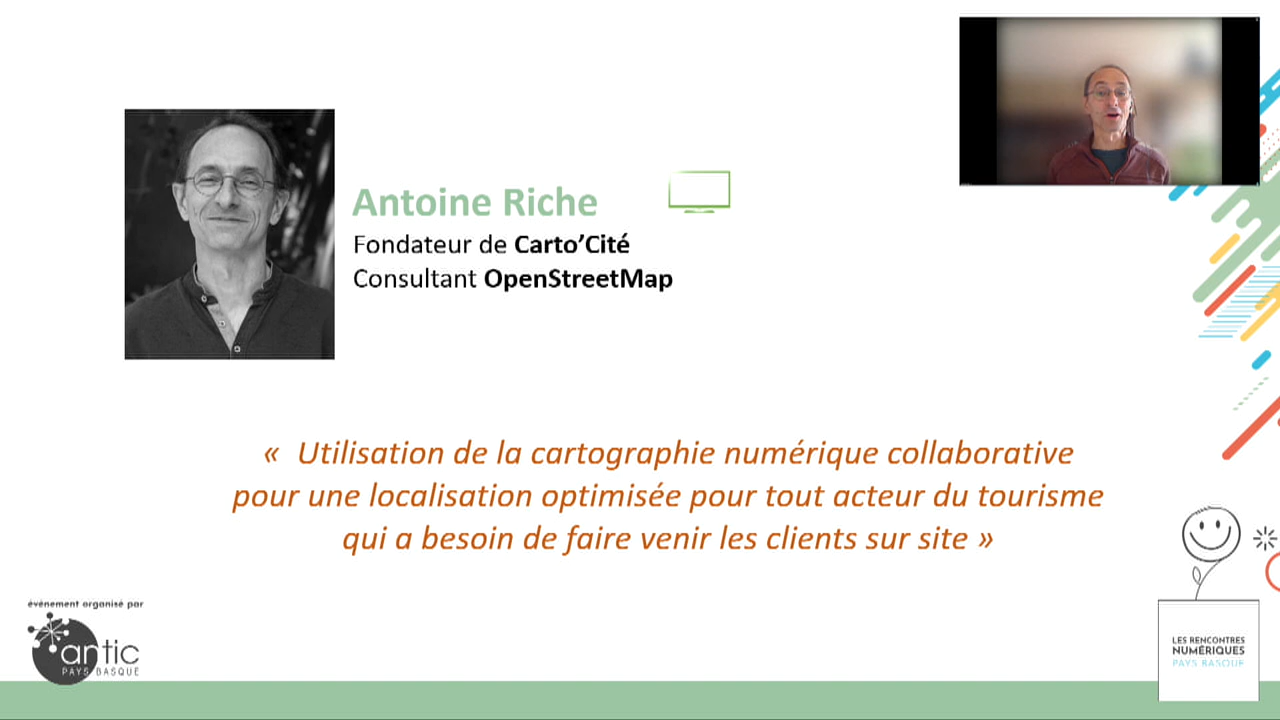 Antoine Riche
Fondateur de Carto’Cité
Consultant OpenStreetMap
«  Utilisation de la cartographie numérique collaborative
pour une localisation optimisée pour tout acteur du tourisme
qui a besoin de faire venir les clients sur site »
évènement organisé par
antic
PAYS BASQUE
LES RENCONTRES
NUMÉRIQUES
PAYS BASQUE